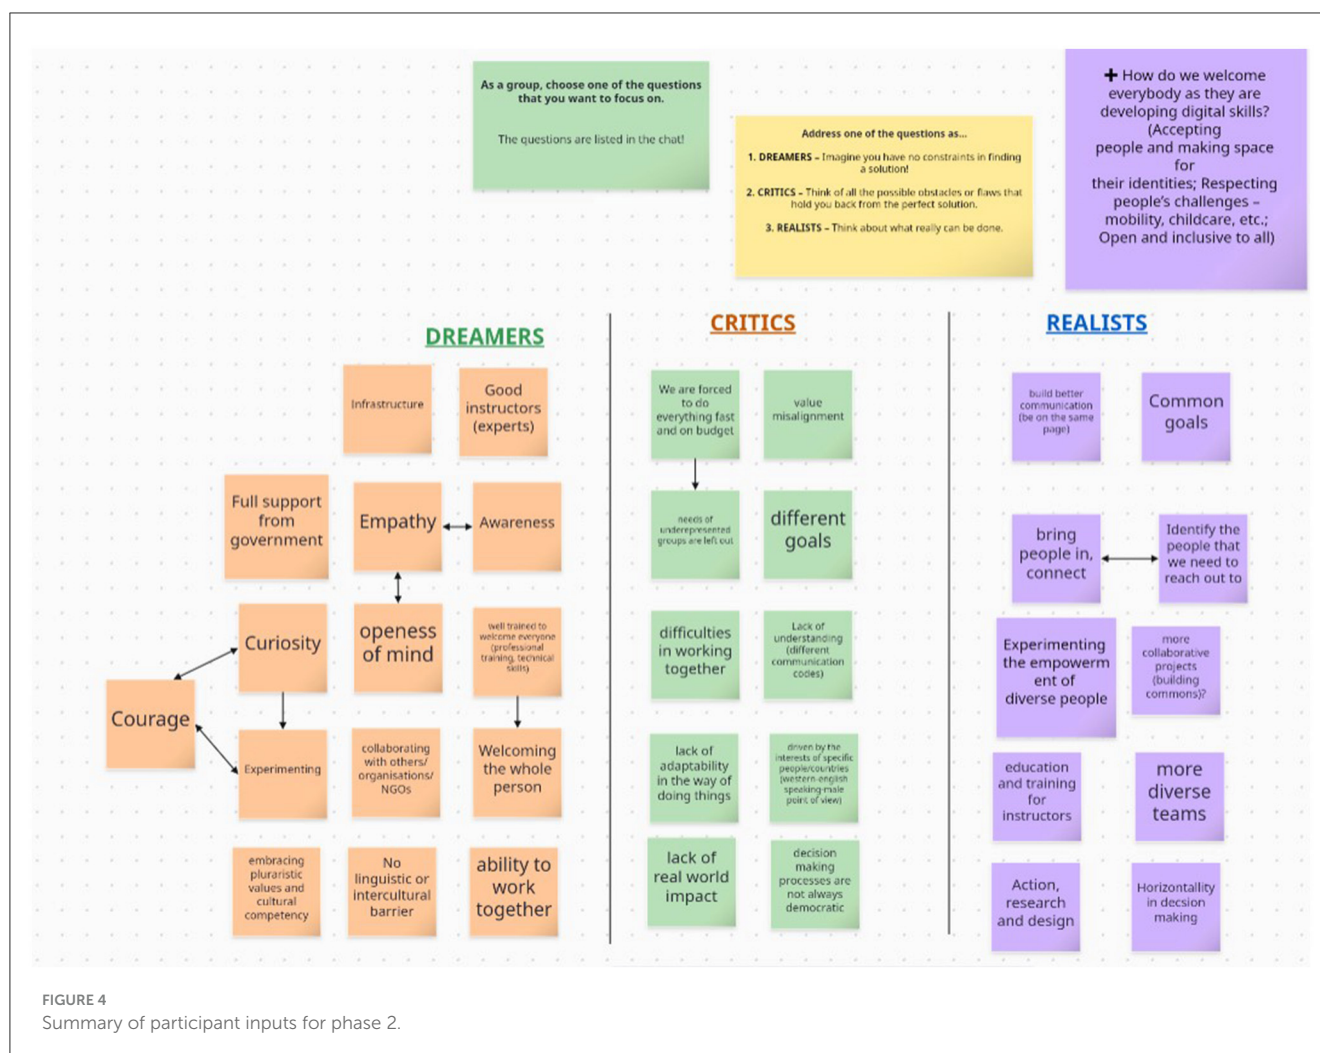 As a group, choose one of the questions
that you want to focus on.
The questions are listed in the chat!
Address one of the questions as...
1. DREAMERS – Imagine you have no constraints in finding
a solution!
2. CRITICS – Think of all the possible obstacles or flaws that
hold you back from the perfect solution.
3. REALISTS – Think about what really can be done.
+ How do we welcome
everybody as they are
developing digital skills?
(Accepting
people and making space
for
their identities; Respecting
people's challenges –
mobility, childcare, etc.;
Open and inclusive to all)
DREAMERS
Infrastructure
Good
instructors
(experts)
Full support
from
government
Empathy
Awareness
Curiosity
openess
of mind
well trained to
welcome everyone
(professional
training, technical
skills)
Courage
Experimenting
collaborating
with others/
organisations/
NGOs
Welcoming
the whole
person
embracing
pluraristic
values and
cultural
competency
No
linguistic or
intercultural
barrier
ability to
work
together
CRITICS
We are forced
to do
everything fast
and on budget
value
misalignment
needs of
underepresented
groups are left out
different
goals
difficulties
in working
together
Lack of
understanding
(different
communication
codes)
lack of
adaptability
in the way of
doing things
driven by the
interests of specific
people/countries
(western-english
speaking-male
point of view)
lack of
real world
impact
decision
making
processes are
not always
democratic
REALISTS
build better
communication
(be on the same
page)
Common
goals
bring
people in,
connect
Identify the
people that
we need to
reach out to
Experimenting
the empowerm
ent of
diverse people
more
collaborative
projects
(building
commons)?
education
and training
for
instructors
more
diverse
teams
Action,
research
and design
Horizontallity
in decsion
making
FIGURE 4
Summary of participant inputs for phase 2.